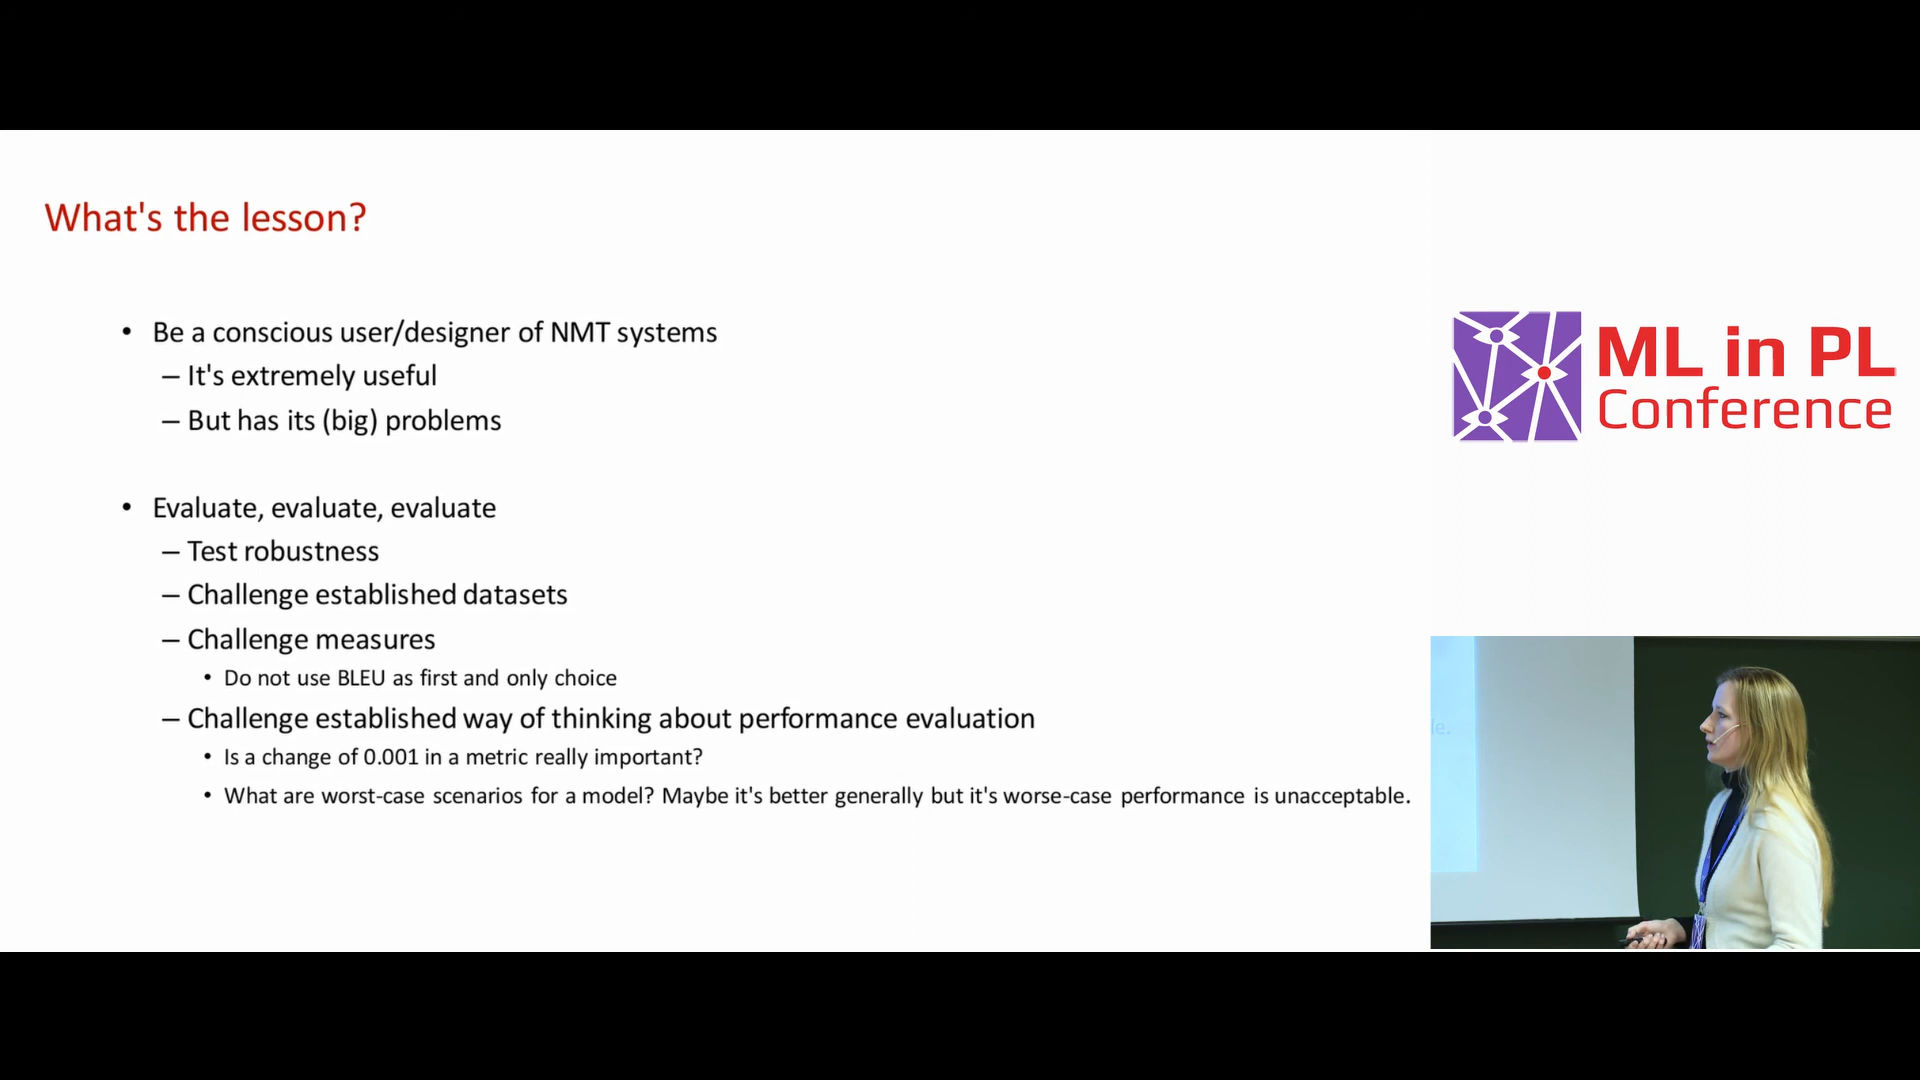 What's the lesson?
• Be a conscious user/designer of NMT systems
– It's extremely useful
– But has its (big) problems
• Evaluate, evaluate, evaluate
– Test robustness
– Challenge established datasets
– Challenge measures
• Do not use BLEU as first and only choice
– Challenge established way of thinking about performance evaluation
• Is a change of 0.001 in a metric really important?
• What are worst-case scenarios for a model? Maybe it's better generally but it's worse-case performance is unacceptable.
ML in PL
Conference
le.